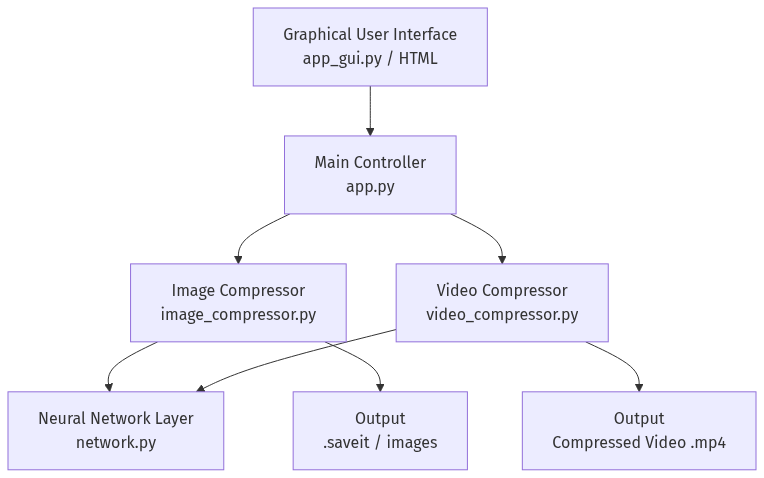 Graphical User Interface
app_gui.py / HTML
Main Controller
app.py
Image Compressor
image_compressor.py
Video Compressor
video_compressor.py
Neural Network Layer
network.py
Output
.saveit / images
Output
Compressed Video .mp4